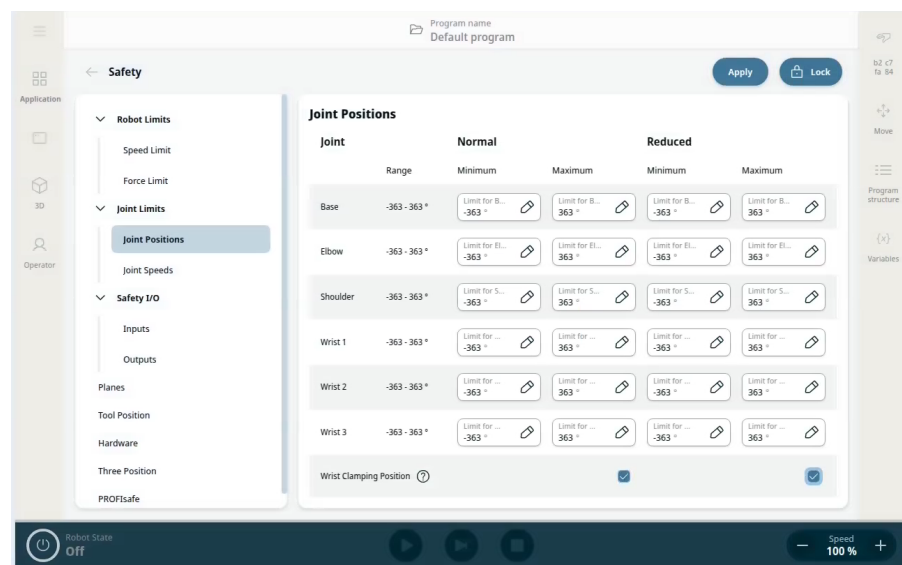 Program name
Default program
Safety
Apply
Lock
b2 c7
fa 84
Application
3D
Operator
Move
Program
structure
{x}
Variables
Robot Limits
Speed Limit
Force Limit
Joint Limits
Joint Positions
Joint Speeds
Safety I/O
Inputs
Outputs
Planes
Tool Position
Hardware
Three Position
PROFIsafe
Joint Positions
Joint Normal Reduced
Range Minimum Maximum Minimum Maximum
Limit for B... Limit for B... Limit for B... Limit for B...
Base -363 - 363 ° -363 ° 363 ° -363 ° 363 °
Limit for El... Limit for El... Limit for El... Limit for El...
Elbow -363 - 363 ° -363 ° 363 ° -363 ° 363 °
Limit for S... Limit for S... Limit for S... Limit for S...
Shoulder -363 - 363 ° -363 ° 363 ° -363 ° 363 °
Limit for ... Limit for ... Limit for ... Limit for ...
Wrist 1 -363 - 363 ° -363 ° 363 ° -363 ° 363 °
Limit for ... Limit for ... Limit for ... Limit for ...
Wrist 2 -363 - 363 ° -363 ° 363 ° -363 ° 363 °
Limit for ... Limit for ... Limit for ... Limit for ...
Wrist 3 -363 - 363 ° -363 ° 363 ° -363 ° 363 °
Wrist Clamping Position ?
Robot State
Off
Speed
100 %